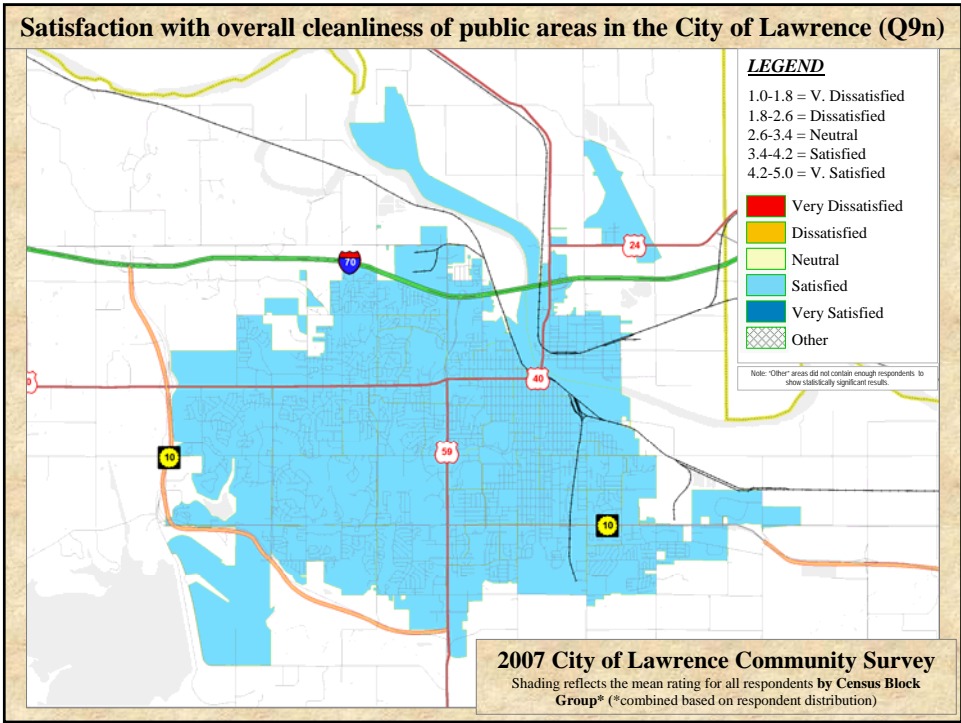 Satisfaction with overall cleanliness of public areas in the City of Lawrence (Q9n)
LEGEND
1.0-1.8 = V. Dissatisfied
1.8-2.6 = Dissatisfied
2.6-3.4 = Neutral
3.4-4.2 = Satisfied
4.2-5.0 = V. Satisfied
Very Dissatisfied
Dissatisfied
Neutral
Satisfied
Very Satisfied
Other
Note: "Other" areas did not contain enough respondents to
show statistically significant results.
24
70
40
59
10
10
2007 City of Lawrence Community Survey
Shading reflects the mean rating for all respondents by Census Block
Group* (*combined based on respondent distribution)